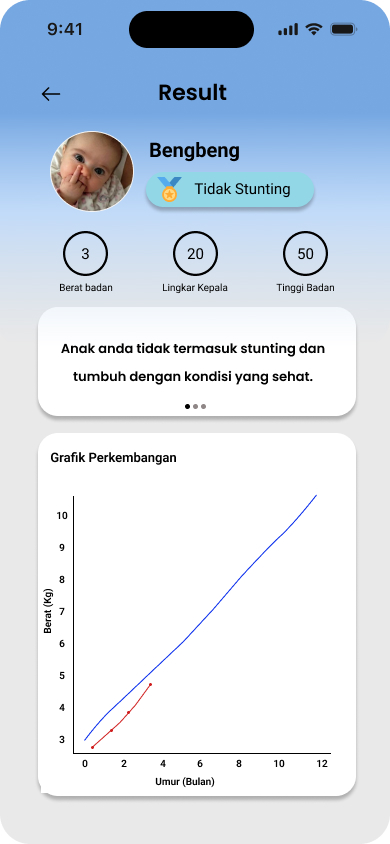 9:41
Result
Bengbeng
Tidak Stunting
3
20
50
Berat badan
Lingkar Kepala
Tinggi Badan
Anak anda tidak termasuk stunting dan
tumbuh dengan kondisi yang sehat.
Grafik Perkembangan
10
9
8
7
6
5
4
3
Berat (Kg)
0 2 4 6 8 10 12
Umur (Bulan)